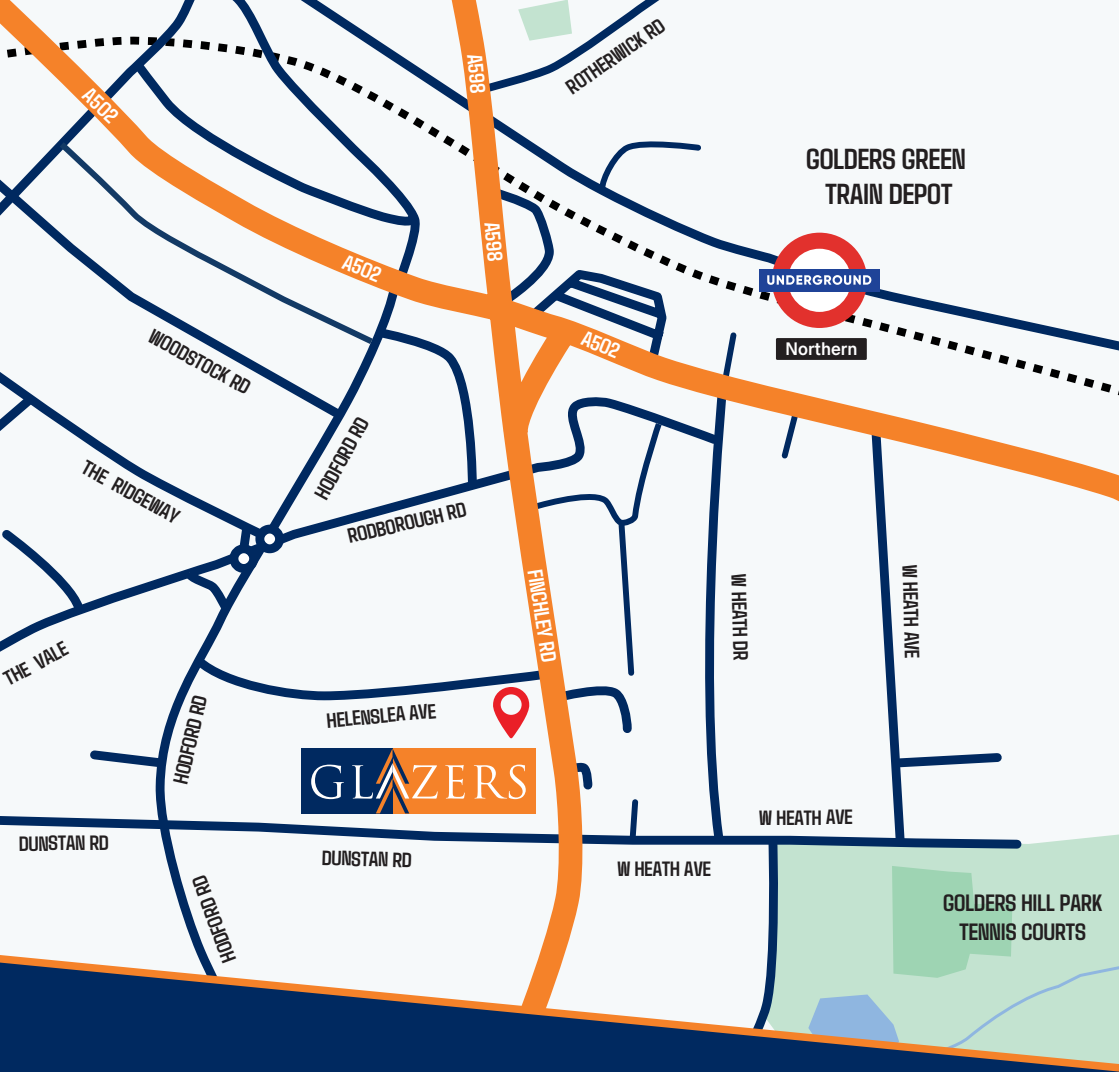 ROTHERWICK RD
A598
A502
GOLDERS GREEN
TRAIN DEPOT
A598
A502
UNDERGROUND
Northern
A502
WOODSTOCK RD
HODFORD RD
THE RIDGEWAY
RODBOROUGH RD
FINCHLEY RD
W HEATH DR
W HEATH AVE
THE VALE
HODFORD RD
HELENSLEA AVE
GLAZERS
W HEATH AVE
DUNSTAN RD
DUNSTAN RD
W HEATH AVE
HODFORD RD
GOLDERS HILL PARK
TENNIS COURTS